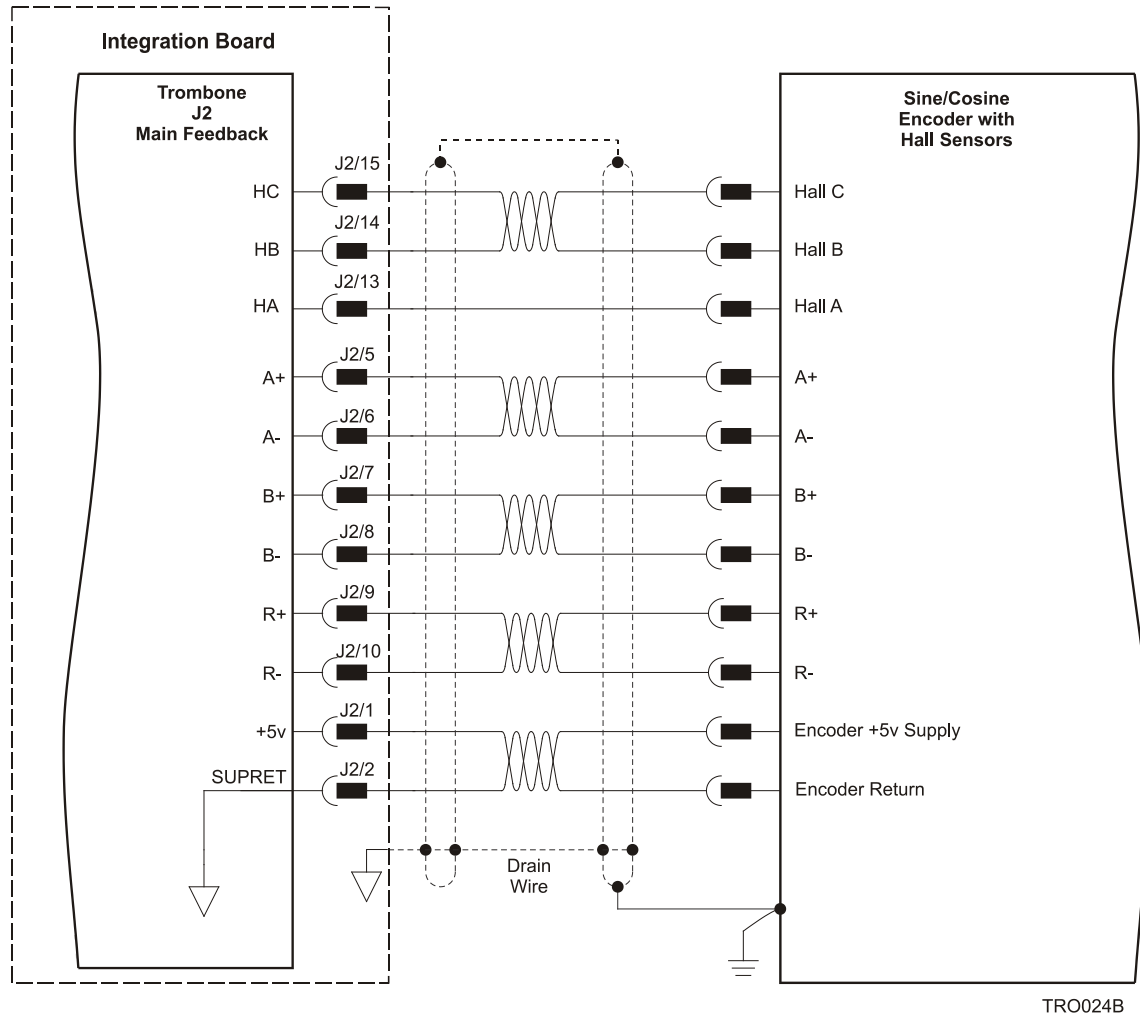 Integration Board
Trombone
J2
Main Feedback
Sine/Cosine
Encoder with
Hall Sensors
HC
J2/15
Hall C
HB
J2/14
Hall B
HA
J2/13
Hall A
A+
J2/5
A+
A-
J2/6
A-
B+
J2/7
B+
B-
J2/8
B-
R+
J2/9
R+
R-
J2/10
R-
+5v
J2/1
Encoder +5v Supply
SUPRET
J2/2
Encoder Return
Drain
Wire
TRO024B